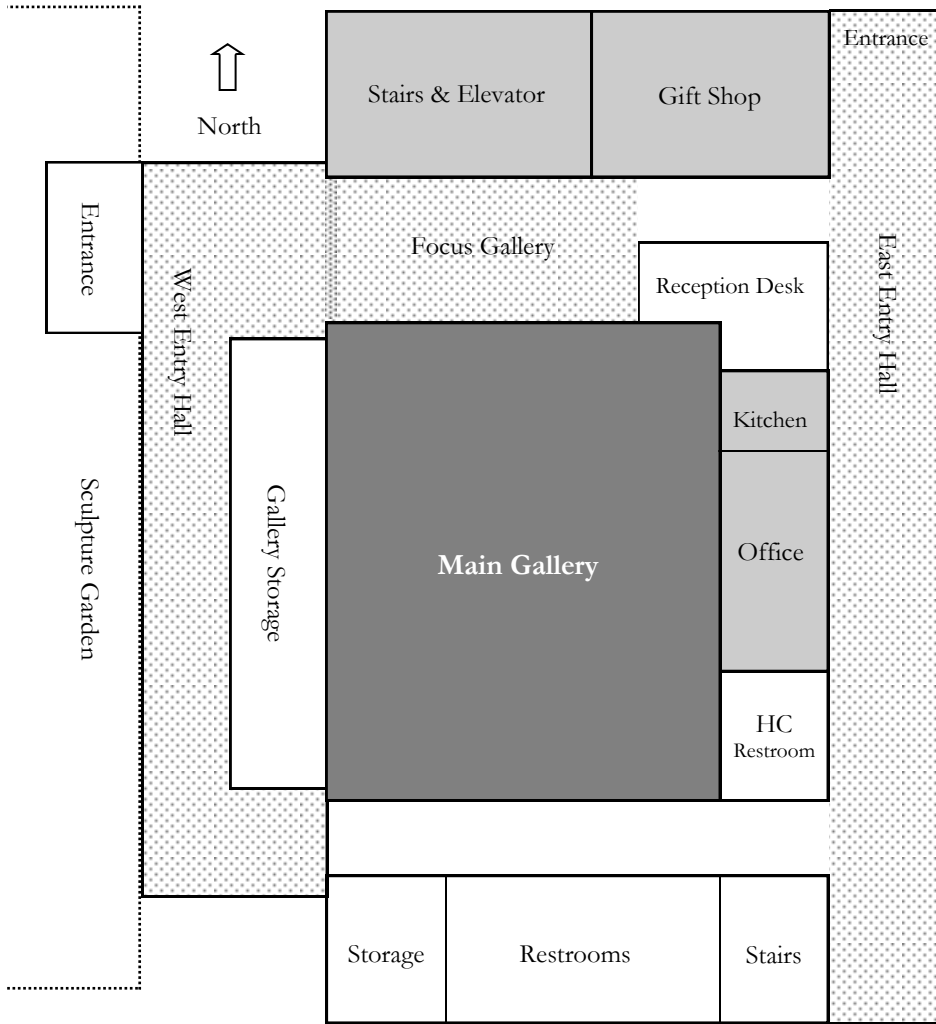 Entrance
Stairs & Elevator
Gift Shop
North
Entrance
West Entry Hall
Focus Gallery
Reception Desk
East Entry Hall
Kitchen
Sculpture Garden
Gallery Storage
Main Gallery
Office
HC
Restroom
Storage
Restrooms
Stairs